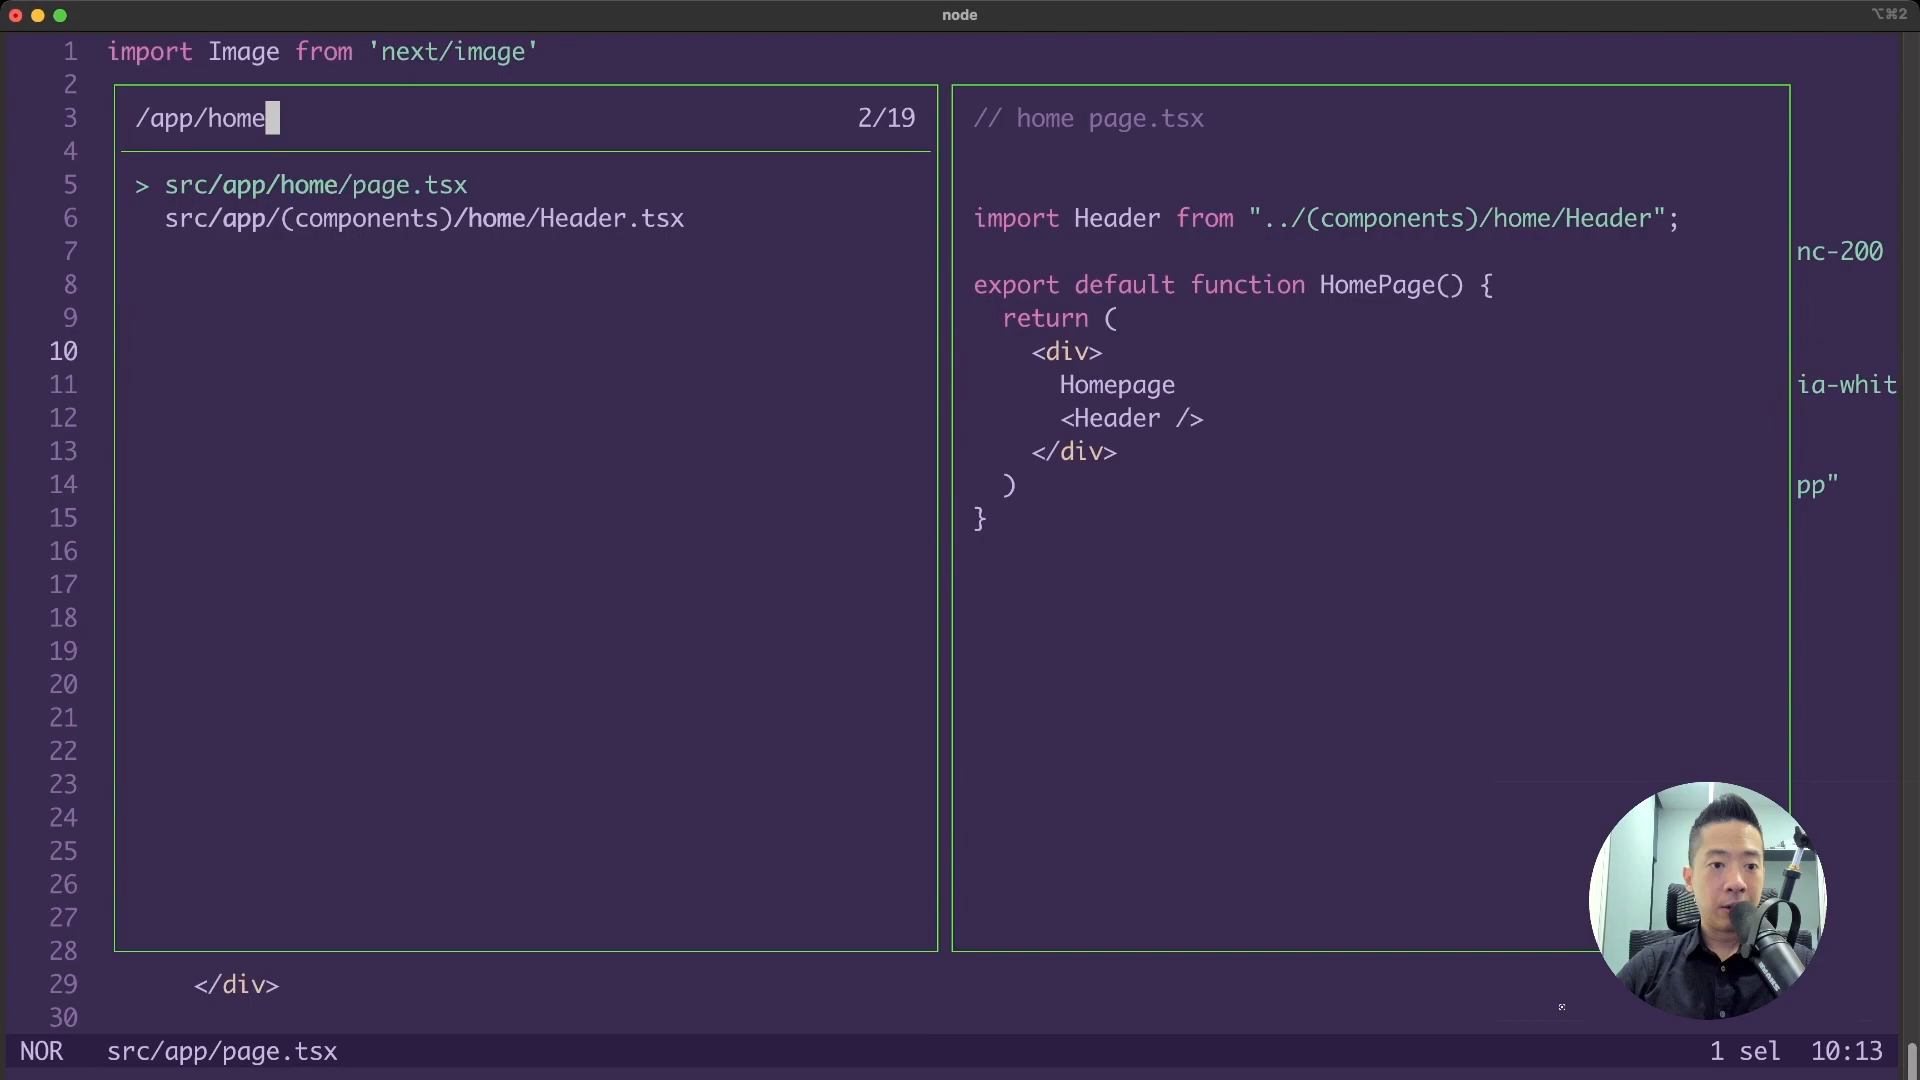 node
⌥⌘2
1 import Image from 'next/image'
2
3
4
5
6
7
8
9
10
11
12
13
14
15
16
17
18
19
20
21
22
23
24
25
26
27
28
29 </div>
30
/app/home 2/19
> src/app/home/page.tsx
src/app/(components)/home/Header.tsx
// home page.tsx
import Header from "../(components)/home/Header";
export default function HomePage() {
return (
<div>
Homepage
<Header />
</div>
)
}
nc-200
ia-whit
pp"
NOR src/app/page.tsx 1 sel 10:13